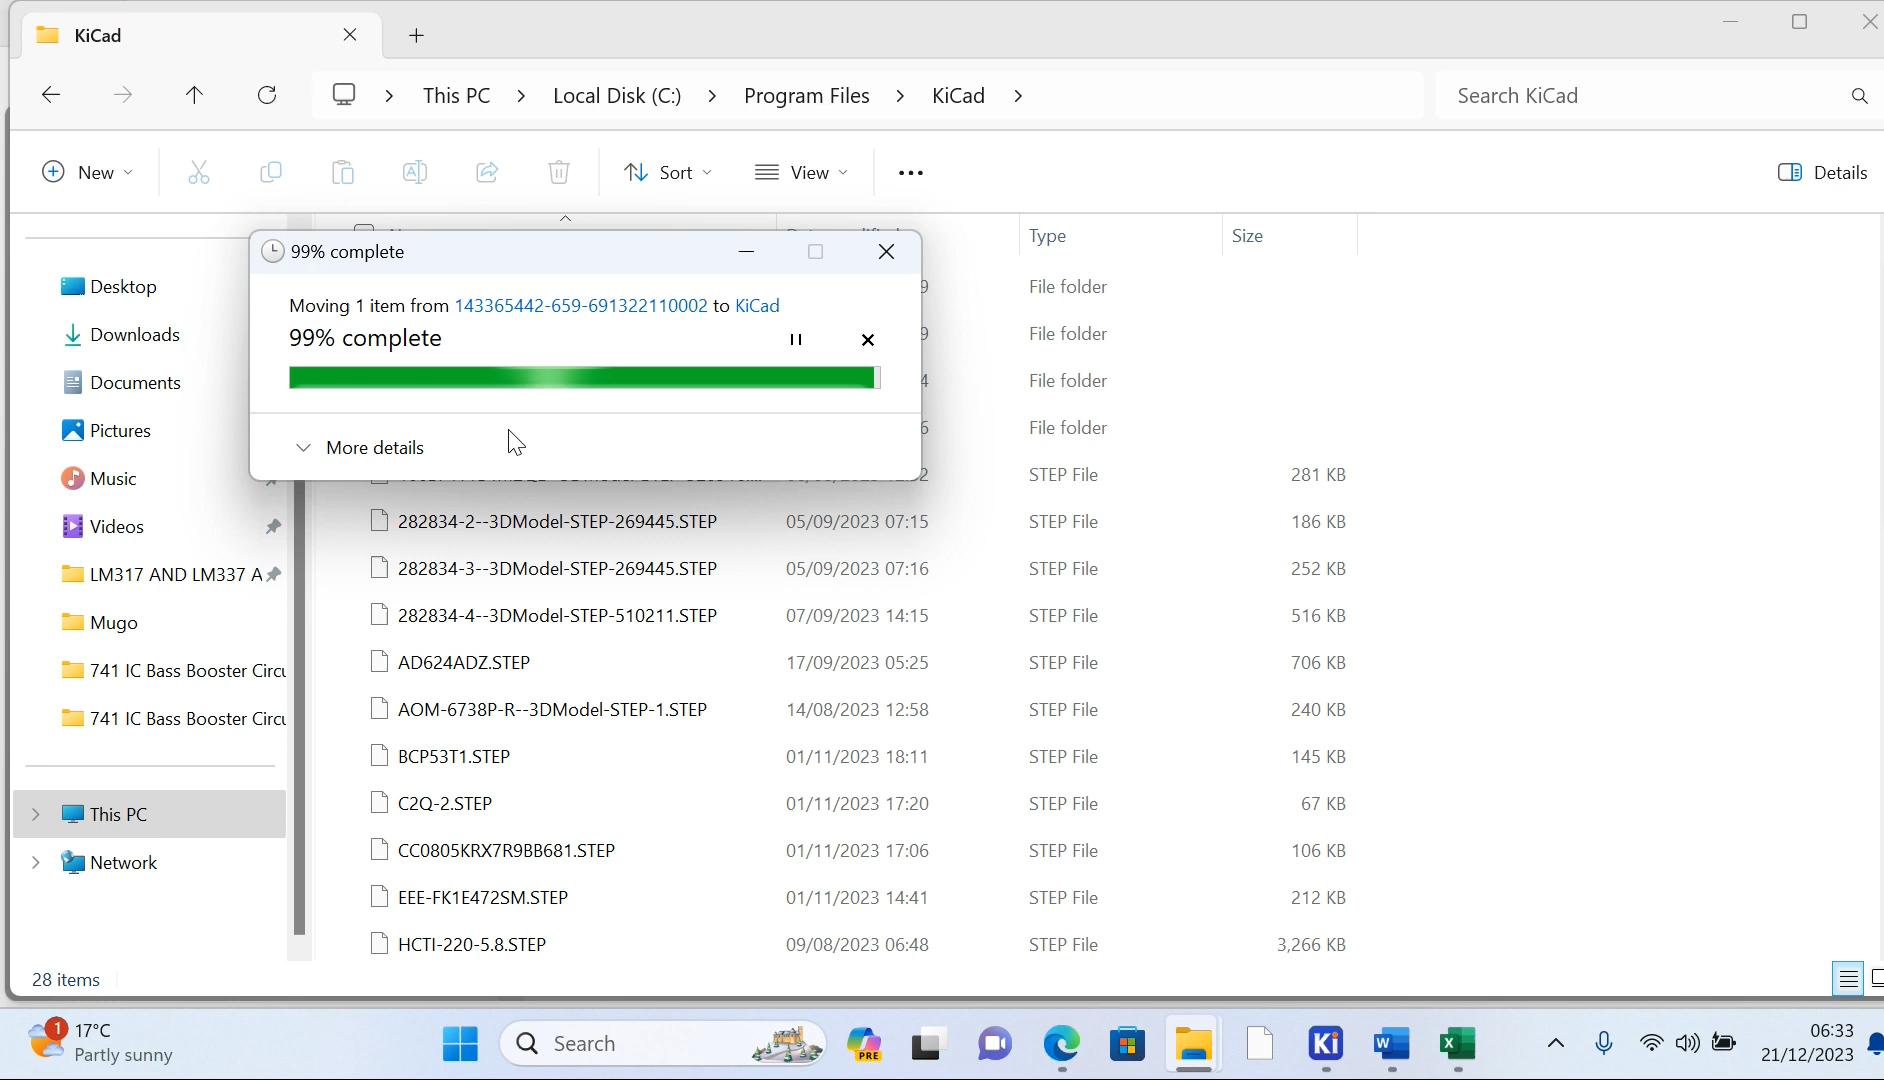 KiCad
This PC
Local Disk (C:)
Program Files
KiCad
Search KiCad
New
Sort
View
Details
Type
Size
99% complete
Moving 1 item from 143365442-659-691322110002 to KiCad
99% complete
More details
Desktop
Downloads
Documents
Pictures
Music
Videos
LM317 AND LM337 A
Mugo
741 IC Bass Booster Circu
741 IC Bass Booster Circu
This PC
Network
File folder
File folder
File folder
File folder
STEP File 281 KB
282834-2--3DModel-STEP-269445.STEP 05/09/2023 07:15 STEP File 186 KB
282834-3--3DModel-STEP-269445.STEP 05/09/2023 07:16 STEP File 252 KB
282834-4--3DModel-STEP-510211.STEP 07/09/2023 14:15 STEP File 516 KB
AD624ADZ.STEP 17/09/2023 05:25 STEP File 706 KB
AOM-6738P-R--3DModel-STEP-1.STEP 14/08/2023 12:58 STEP File 240 KB
BCP53T1.STEP 01/11/2023 18:11 STEP File 145 KB
C2Q-2.STEP 01/11/2023 17:20 STEP File 67 KB
CC0805KRX7R9BB681.STEP 01/11/2023 17:06 STEP File 106 KB
EEE-FK1E472SM.STEP 01/11/2023 14:41 STEP File 212 KB
HCTI-220-5.8.STEP 09/08/2023 06:48 STEP File 3,266 KB
28 items
1
17°C
Partly sunny
Search
PRE
Ki
W
X
06:33
21/12/2023